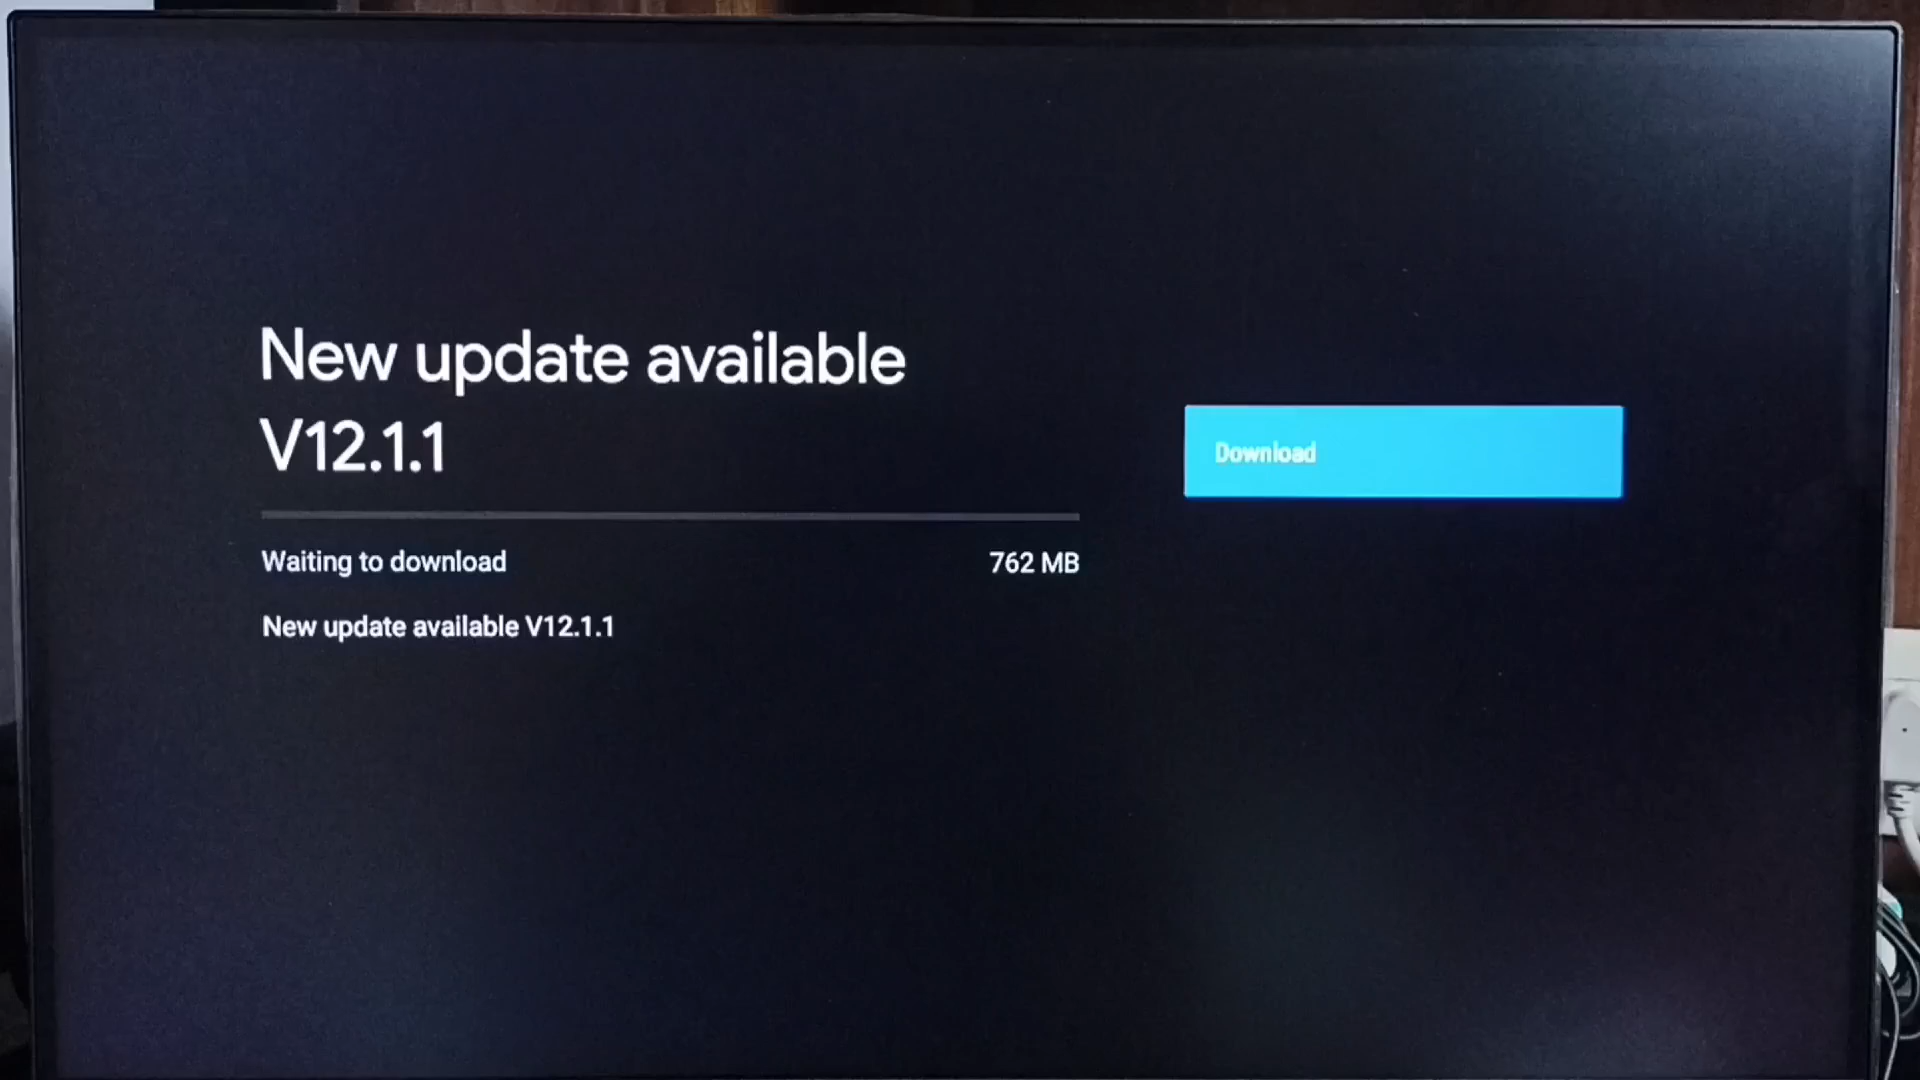 New update available
V12.1.1
Download
Waiting to download 762 MB
New update available V12.1.1